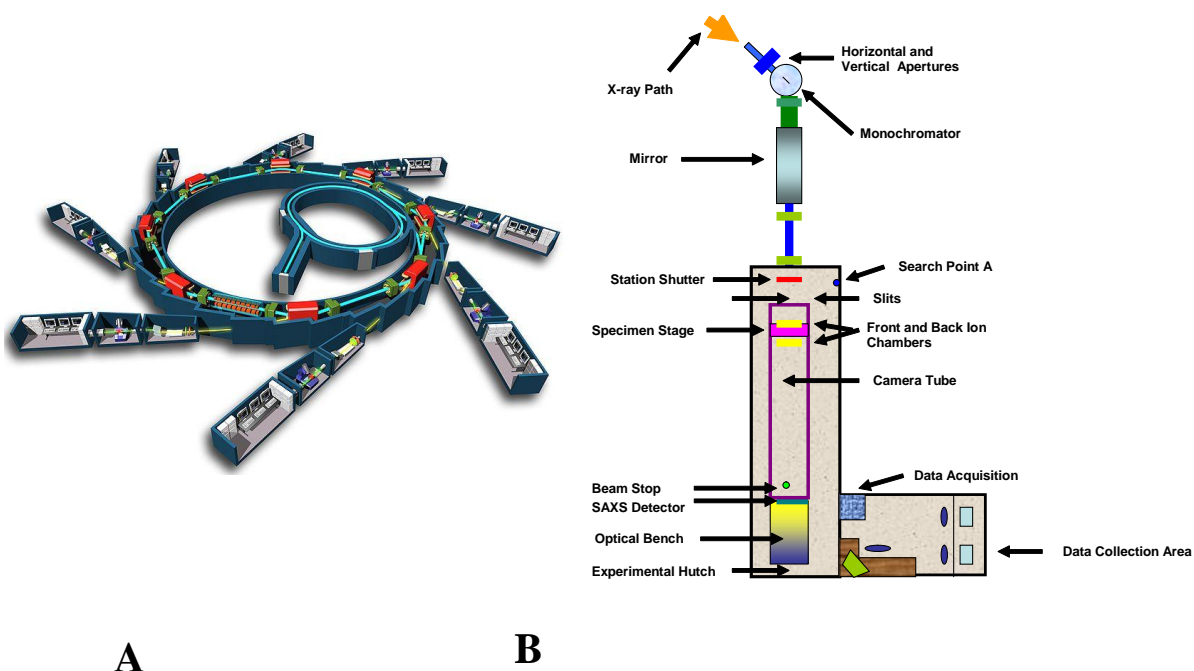 Horizontal and
Vertical Apertures
X-ray Path
Monochromator
Mirror
Search Point A
Station Shutter
Slits
Specimen Stage
Front and Back Ion
Chambers
Camera Tube
Data Acquisition
Beam Stop
SAXS Detector
Optical Bench
Data Collection Area
Experimental Hutch
A
B